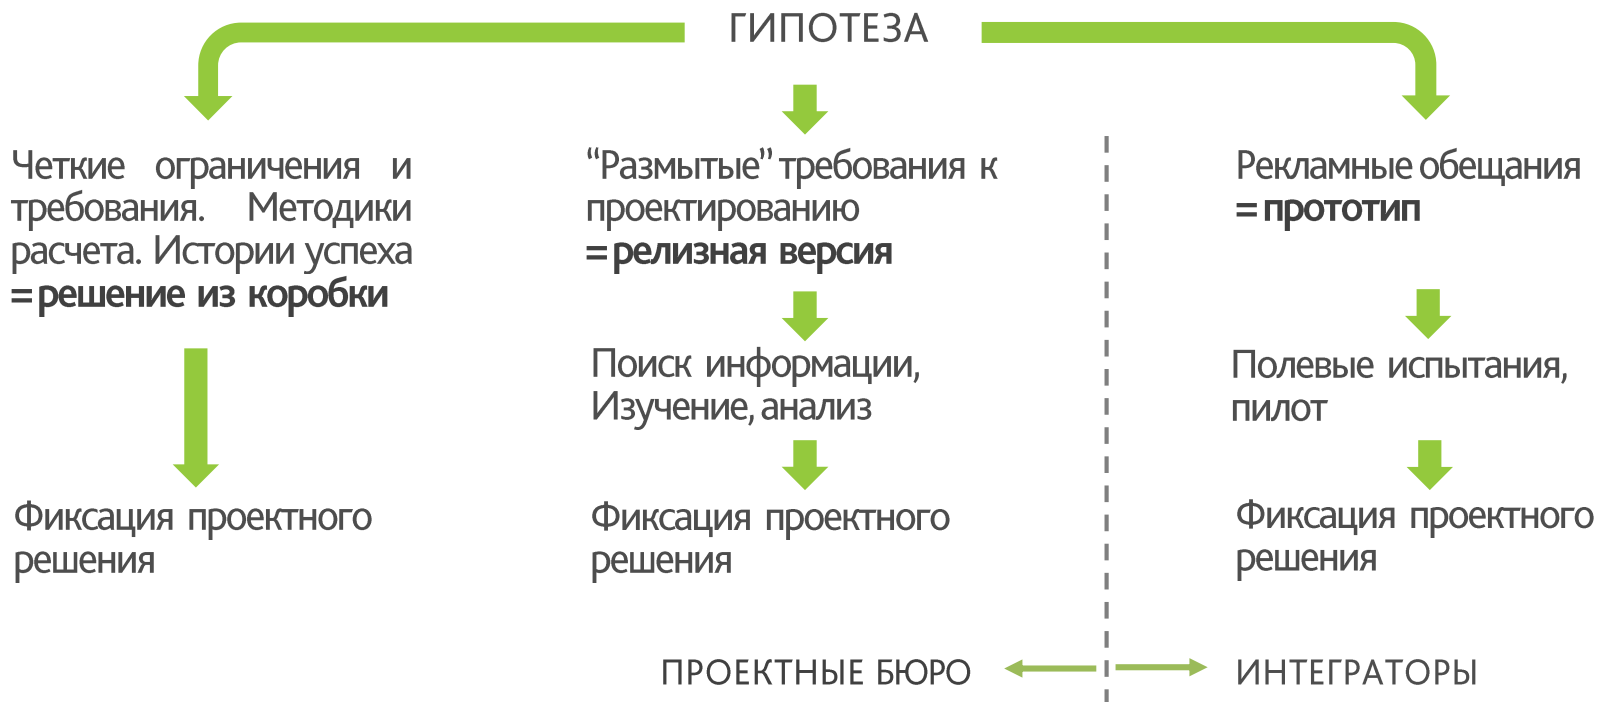 ГИПОТЕЗА
Четкие ограничения и
требования. Методики
расчета. Истории успеха
= решение из коробки
Фиксация проектного
решения
“Размытые” требования к
проектированию
= релизная версия
Поиск информации,
Изучение, анализ
Фиксация проектного
решения
Рекламные обещания
= прототип
Полевые испытания,
пилот
Фиксация проектного
решения
ПРОЕКТНЫЕ БЮРО
ИНТЕГРАТОРЫ